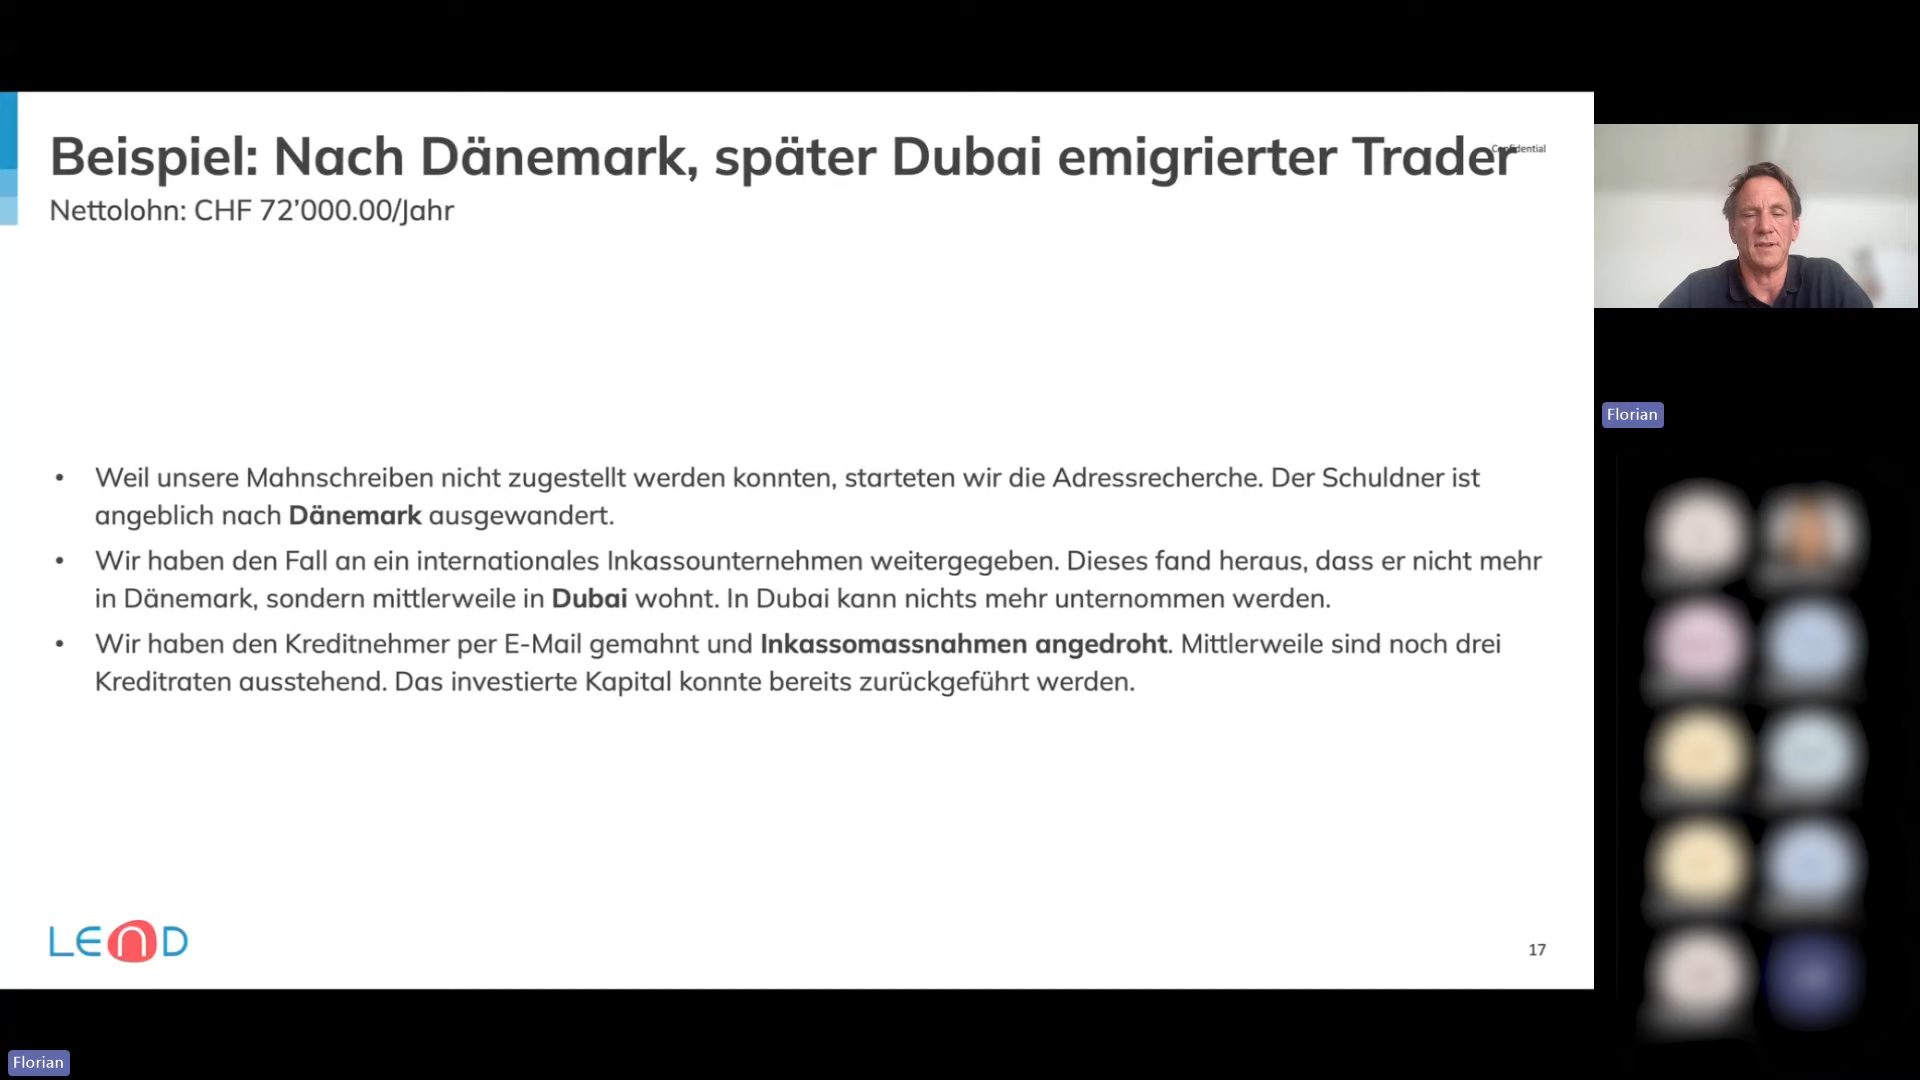 Beispiel: Nach Dänemark, später Dubai emigrierter Trader
Confidential
Nettolohn: CHF 72’000.00/Jahr
• Weil unsere Mahnschreiben nicht zugestellt werden konnten, starteten wir die Adressrecherche. Der Schuldner ist
angeblich nach Dänemark ausgewandert.
• Wir haben den Fall an ein internationales Inkassounternehmen weitergegeben. Dieses fand heraus, dass er nicht mehr
in Dänemark, sondern mittlerweile in Dubai wohnt. In Dubai kann nichts mehr unternommen werden.
• Wir haben den Kreditnehmer per E-Mail gemahnt und Inkassomassnahmen angedroht. Mittlerweile sind noch drei
Kreditraten ausstehend. Das investierte Kapital konnte bereits zurückgeführt werden.
LEND
17
Florian
Florian